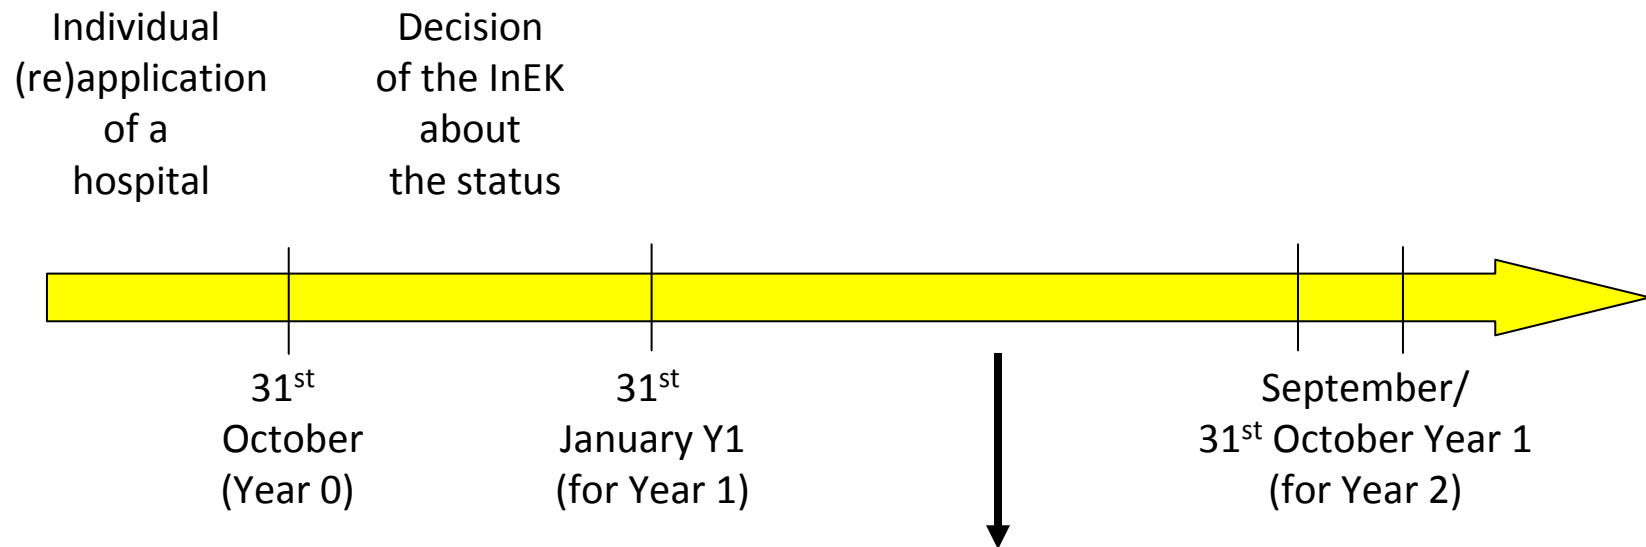 Individual
(re)application
of a
hospital
Decision
of the InEK
about
the status
31st
October
(Year 0)
31st
January Y1
(for Year 1)
September/
31st October Year 1
(for Year 2)